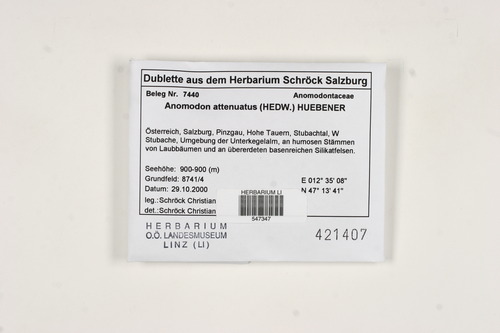 Dublette aus dem Herbarium Schröck Salzburg
Beleg Nr. 7440 Anomodontaceae
Anomodon attenuatus (HEDW.) HUEBENER
Österreich, Salzburg, Pinzgau, Hohe Tauern, Stubachtal, W
Stubache, Umgebung der Unterkegelalm, an humosen Stämmen
von Laubbäumen und an übererdeten basenreichen Silikatfelsen.
Seehöhe: 900-900 (m)
Grundfeld: 8741/4 E 012° 35' 08"
Datum: 29.10.2000 N 47° 13' 41"
HERBARIUM LI
leg.: Schröck Christian
det.: Schröck Christian
547347
HERBARIUM
O.Ö. LANDESMUSEUM
LINZ (LI)
421407